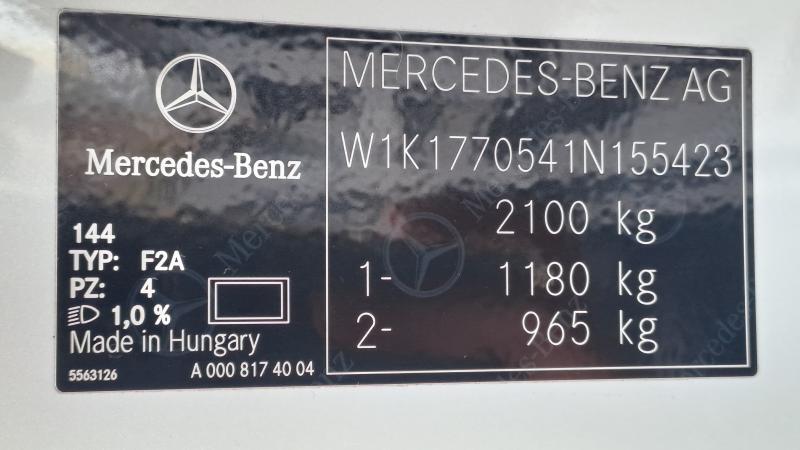 Mercedes-Benz
144
TYP: F2A
PZ: 4
1,0 %
Made in Hungary
5563126 A 000 817 40 04
MERCEDES-BENZ AG
W1K1770541N155423
2100 kg
1- 1180 kg
2- 965 kg